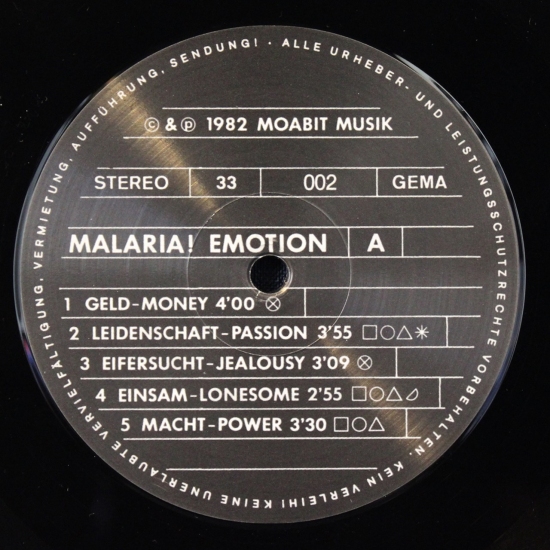 © & ℗ 1982 MOABIT MUSIK
STEREO 33 002 GEMA
MALARIA! EMOTION A
1 GELD-MONEY 4'00 ⊗
2 LEIDENSCHAFT-PASSION 3'55 □○△✳
3 EIFERSUCHT-JEALOUSY 3'09 ⊗
4 EINSAM-LONESOME 2'55 □○△
5 MACHT-POWER 3'30 □○△
ALLE URHEBER- UND LEISTUNGSSCHUTZRECHTE VORBEHALTEN. KEIN VERLEIH! KEINE UNERLAUBTE VERVIELFÄLTIGUNG, VERMIETUNG, AUFFÜHRUNG, SENDUNG! ·